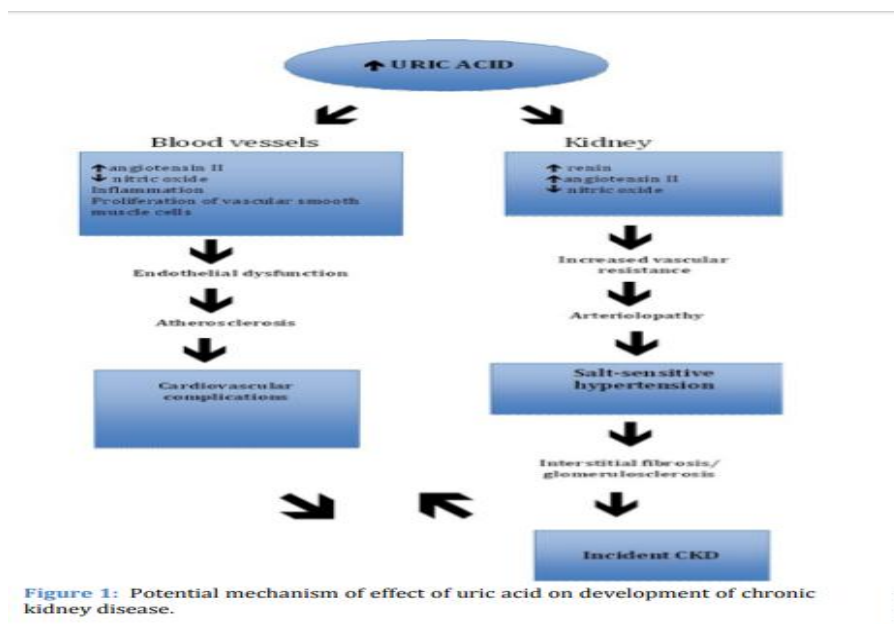 ↑ URIC ACID
Blood vessels
↑ angiotensin II
↓ nitric oxide
Inflammation
Proliferation of vascular smooth
muscle cells
Endothelial dysfunction
Atherosclerosis
Cardiovascular
complications
Kidney
↑ renin
↑ angiotensin II
↓ nitric oxide
Increased vascular
resistance
Arteriolopathy
Salt-sensitive
hypertension
Interstitial fibrosis/
glomerulosclerosis
Incident CKD
Figure 1: Potential mechanism of effect of uric acid on development of chronic
kidney disease.